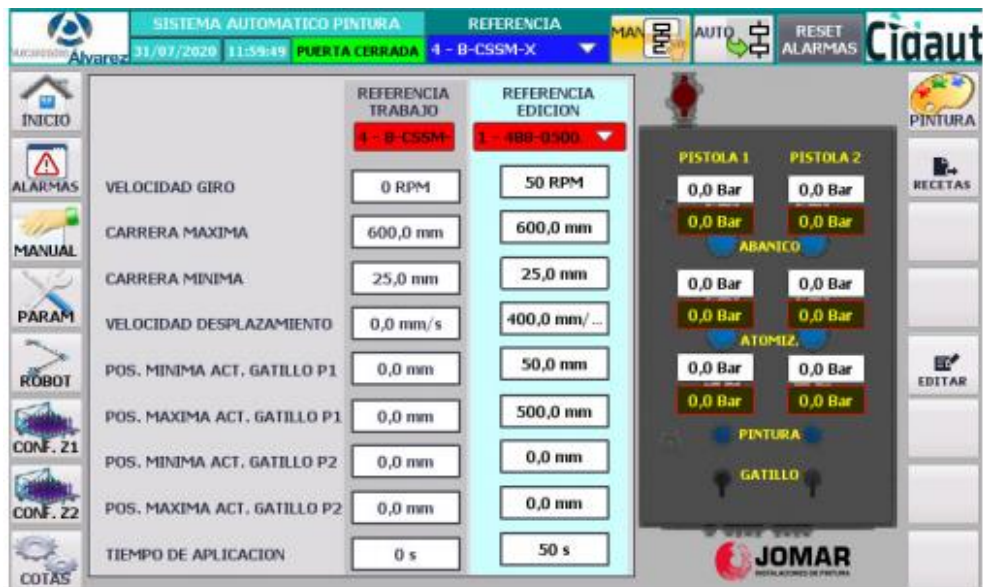 SISTEMA AUTOMATICO PINTURA
REFERENCIA
31/07/2020 11:59:49 PUERTA CERRADA
4 - 8-CSSM-X
MAN
AUTO
RESET
ALARMAS
Cidaut
Alvarez
INICIO
ALARMAS
MANUAL
PARAM
ROBOT
CONF. Z1
CONF. Z2
COTAS
REFERENCIA
TRABAJO
REFERENCIA
EDICION
4 - 8-CSSM-
1 - 488-0500
VELOCIDAD GIRO 0 RPM 50 RPM
CARRERA MAXIMA 600,0 mm 600,0 mm
CARRERA MINIMA 25,0 mm 25,0 mm
VELOCIDAD DESPLAZAMIENTO 0,0 mm/s 400,0 mm/...
POS. MINIMA ACT. GATILLO P1 0,0 mm 50,0 mm
POS. MAXIMA ACT. GATILLO P1 0,0 mm 500,0 mm
POS. MINIMA ACT. GATILLO P2 0,0 mm 0,0 mm
POS. MAXIMA ACT. GATILLO P2 0,0 mm 0,0 mm
TIEMPO DE APLICACION 0 s 50 s
PISTOLA 1 PISTOLA 2
0,0 Bar 0,0 Bar
0,0 Bar 0,0 Bar
ABANICO
0,0 Bar 0,0 Bar
0,0 Bar 0,0 Bar
ATOMIZ.
0,0 Bar 0,0 Bar
0,0 Bar 0,0 Bar
PINTURA
GATILLO
JOMAR
INSTALACIONES DE PINTURA
PINTURA
RECETAS
EDITAR